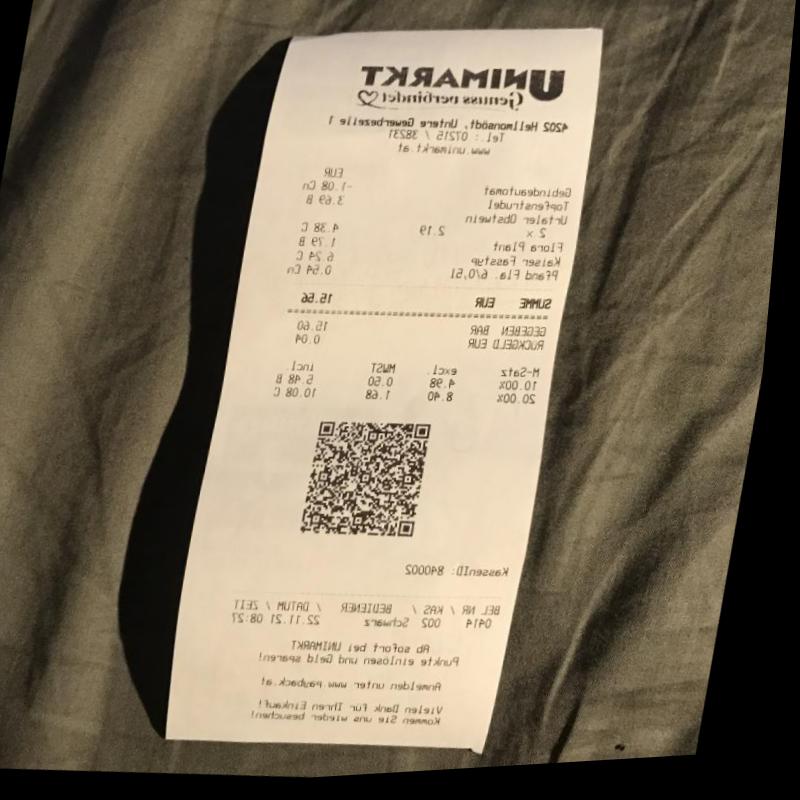 UNIMARKT
Genuss verbindet
4202 Hellmonsödt, Untere Gewerbezeile 1
Tel.: 07215 / 38231
www.unimarkt.at
EUR
Gebindeautomat -1.08 Cn
Topfenstrudel 3.69 B
Urtaler Obstwein
2 x 2.19 4.38 C
Flora Plant 1.79 B
Kaiser Fasstyp 6.24 C
Pfand Fla. 6/0,5l 0.54 Cn
SUMME EUR 15.56
GEGEBEN BAR 15.60
RÜCKGELD EUR 0.04
M-Satz excl. MWST incl.
10.00% 4.98 0.50 5.48 B
20.00% 8.40 1.68 10.08 C
KassenID: 840002
BEL NR / KAS / BEDIENER / DATUM / ZEIT
0414 002 Schwarz 22.11.21 08:27
Ab sofort bei UNIMARKT
Punkte einlösen und Geld sparen!
Anmelden unter www.payback.at
Vielen Dank für Ihren Einkauf!
Kommen Sie uns wieder besuchen!